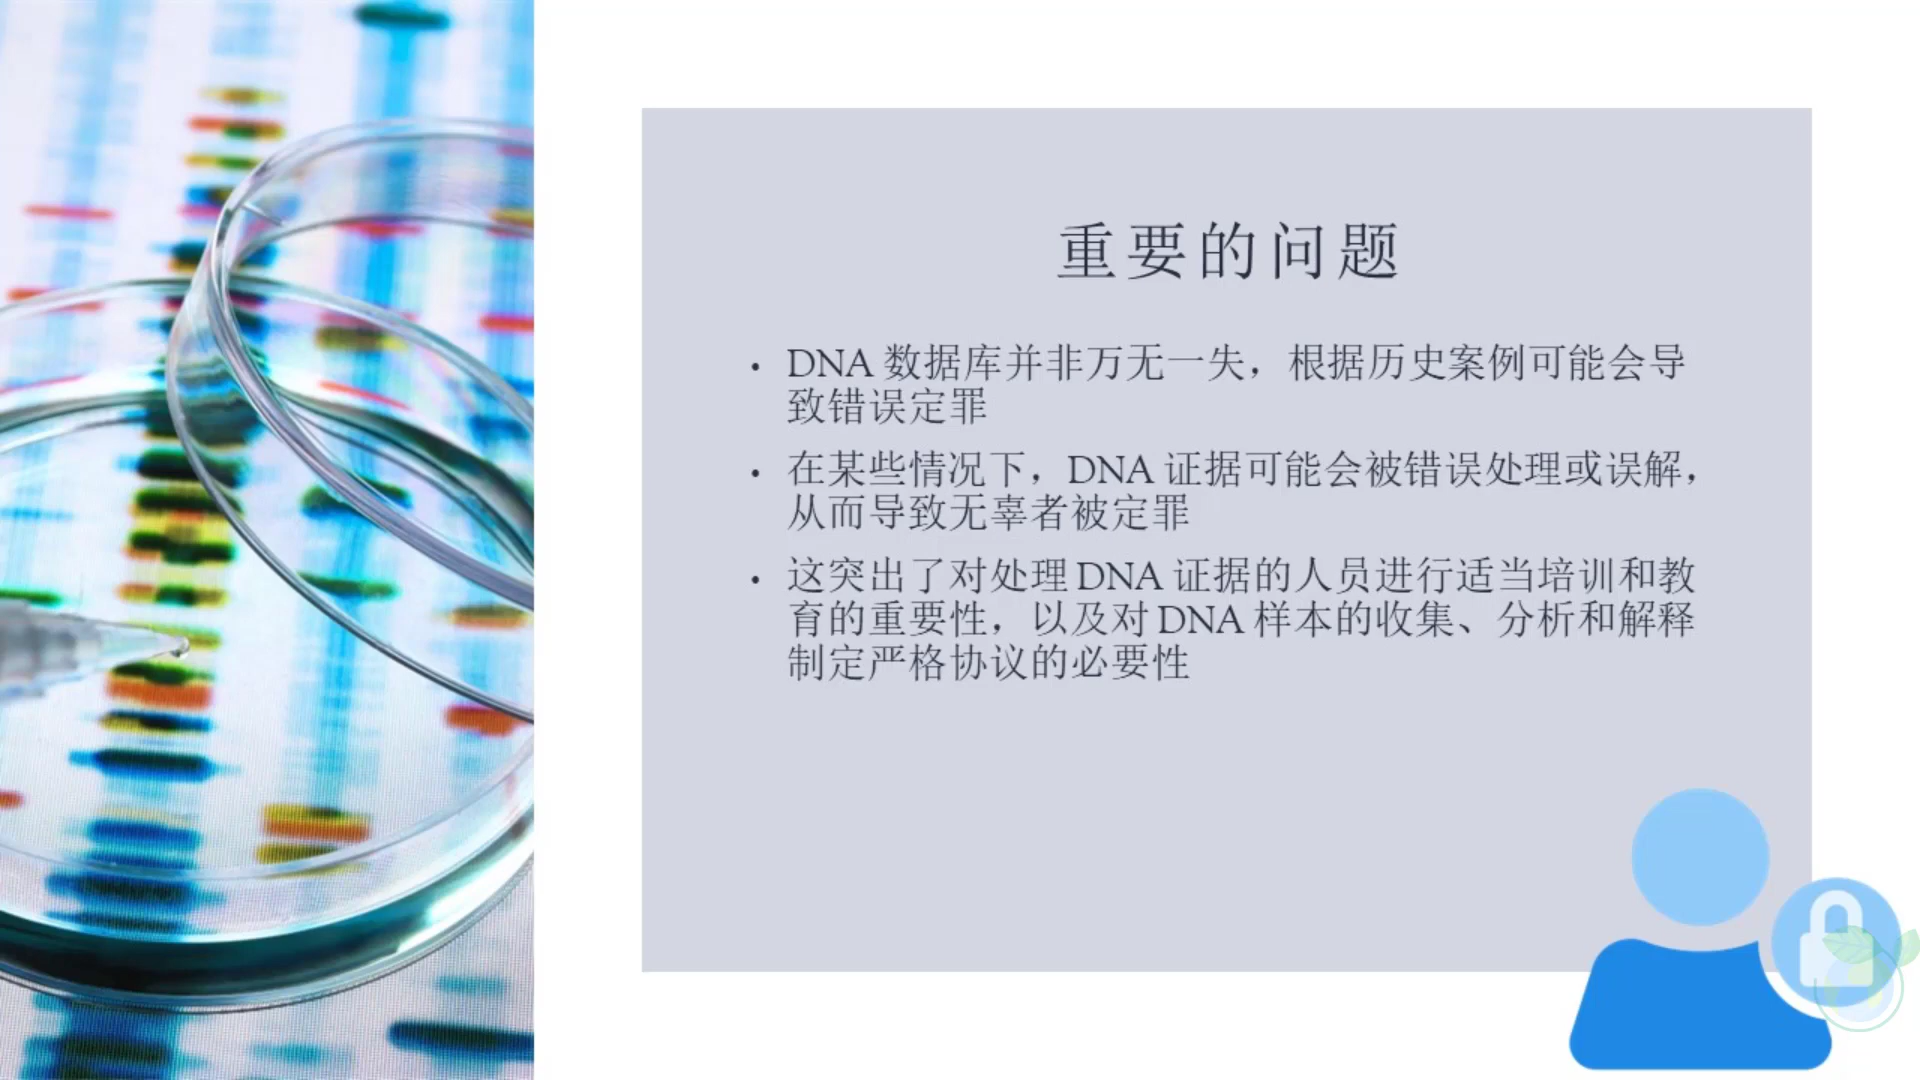 重要的问题
• DNA 数据库并非万无一失，根据历史案例可能会导
致错误定罪
• 在某些情况下，DNA 证据可能会被错误处理或误解，
从而导致无辜者被定罪
• 这突出了对处理 DNA 证据的人员进行适当培训和教
育的重要性，以及对 DNA 样本的收集、分析和解释
制定严格协议的必要性